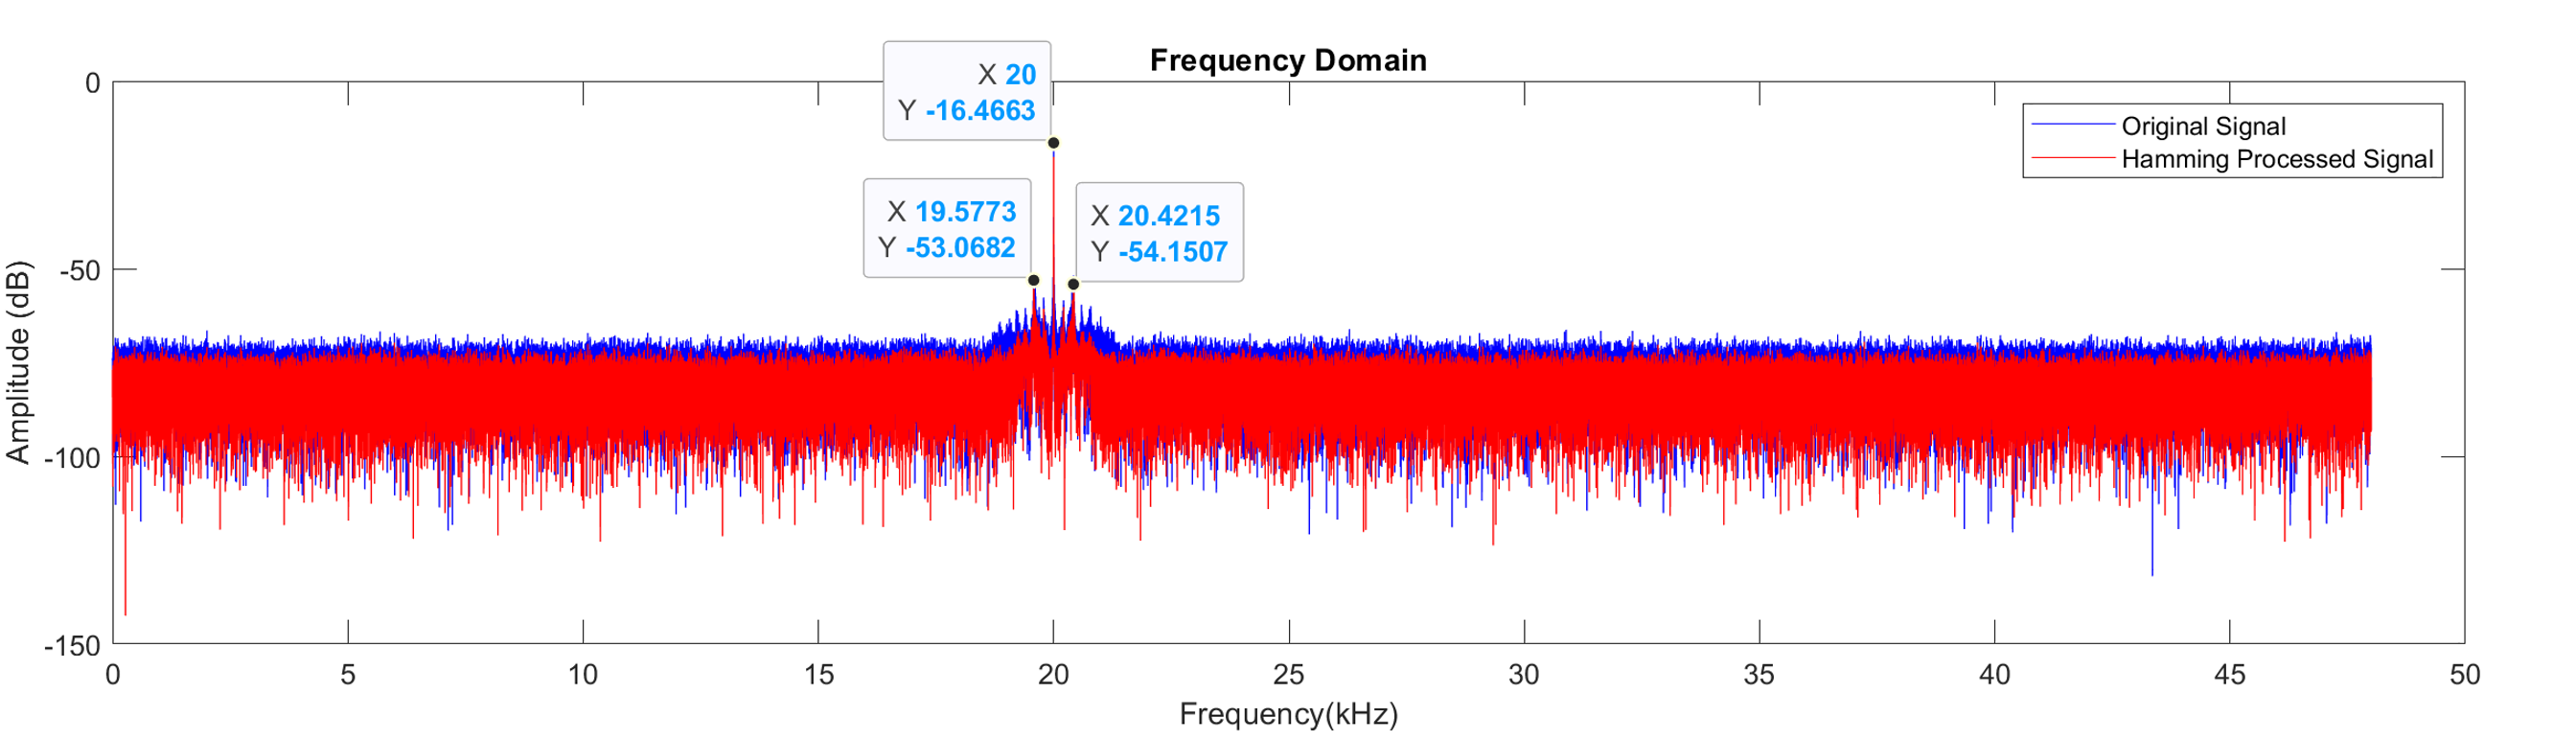 Frequency Domain
X 20
Y -16.4663
X 19.5773
Y -53.0682
X 20.4215
Y -54.1507
Original Signal
Hamming Processed Signal
Amplitude (dB)
0
-50
-100
-150
0 5 10 15 20 25 30 35 40 45 50
Frequency(kHz)